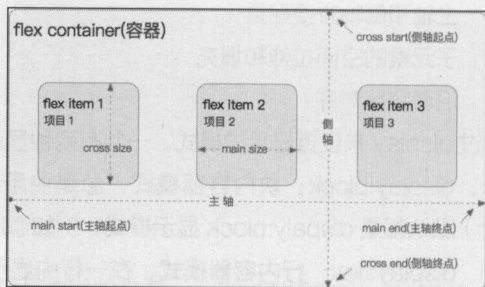 flex container(容器)
cross start(侧轴起点)
flex item 1
项目 1
flex item 2
项目 2
flex item 3
项目 3
cross size
main size
侧
轴
主 轴
main start(主轴起点)
main end(主轴终点)
cross end(侧轴终点)